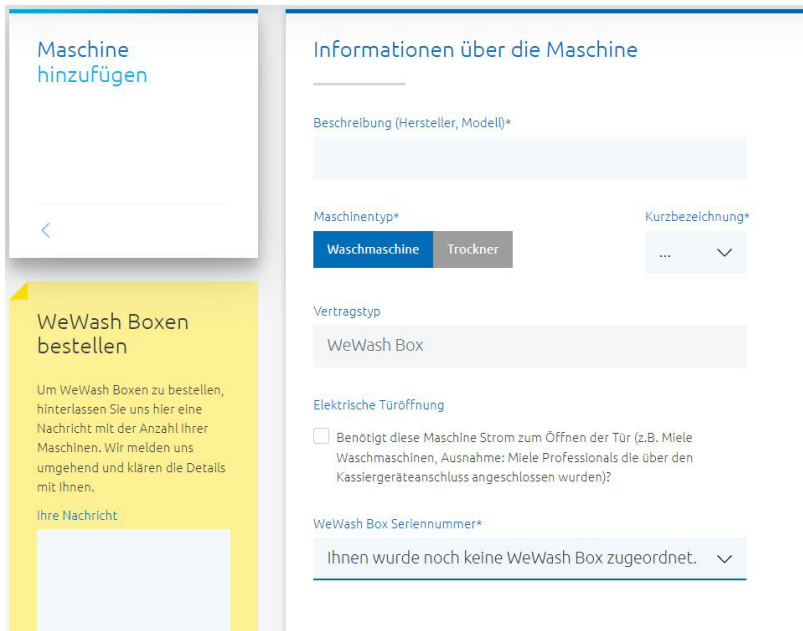 Maschine
hinzufügen
WeWash Boxen
bestellen
Um WeWash Boxen zu bestellen,
hinterlassen Sie uns hier eine
Nachricht mit der Anzahl Ihrer
Maschinen. Wir melden uns
umgehend und klären die Details
mit Ihnen.
Ihre Nachricht
Informationen über die Maschine
Beschreibung (Hersteller, Modell)*
Maschinentyp* Kurzbezeichnung*
Waschmaschine Trockner ...
Vertragstyp
WeWash Box
Elektrische Türöffnung
Benötigt diese Maschine Strom zum Öffnen der Tür (z.B. Miele
Waschmaschinen, Ausnahme: Miele Professionals die über den
Kassiergeräteanschluss angeschlossen wurden)?
WeWash Box Seriennummer*
Ihnen wurde noch keine WeWash Box zugeordnet.